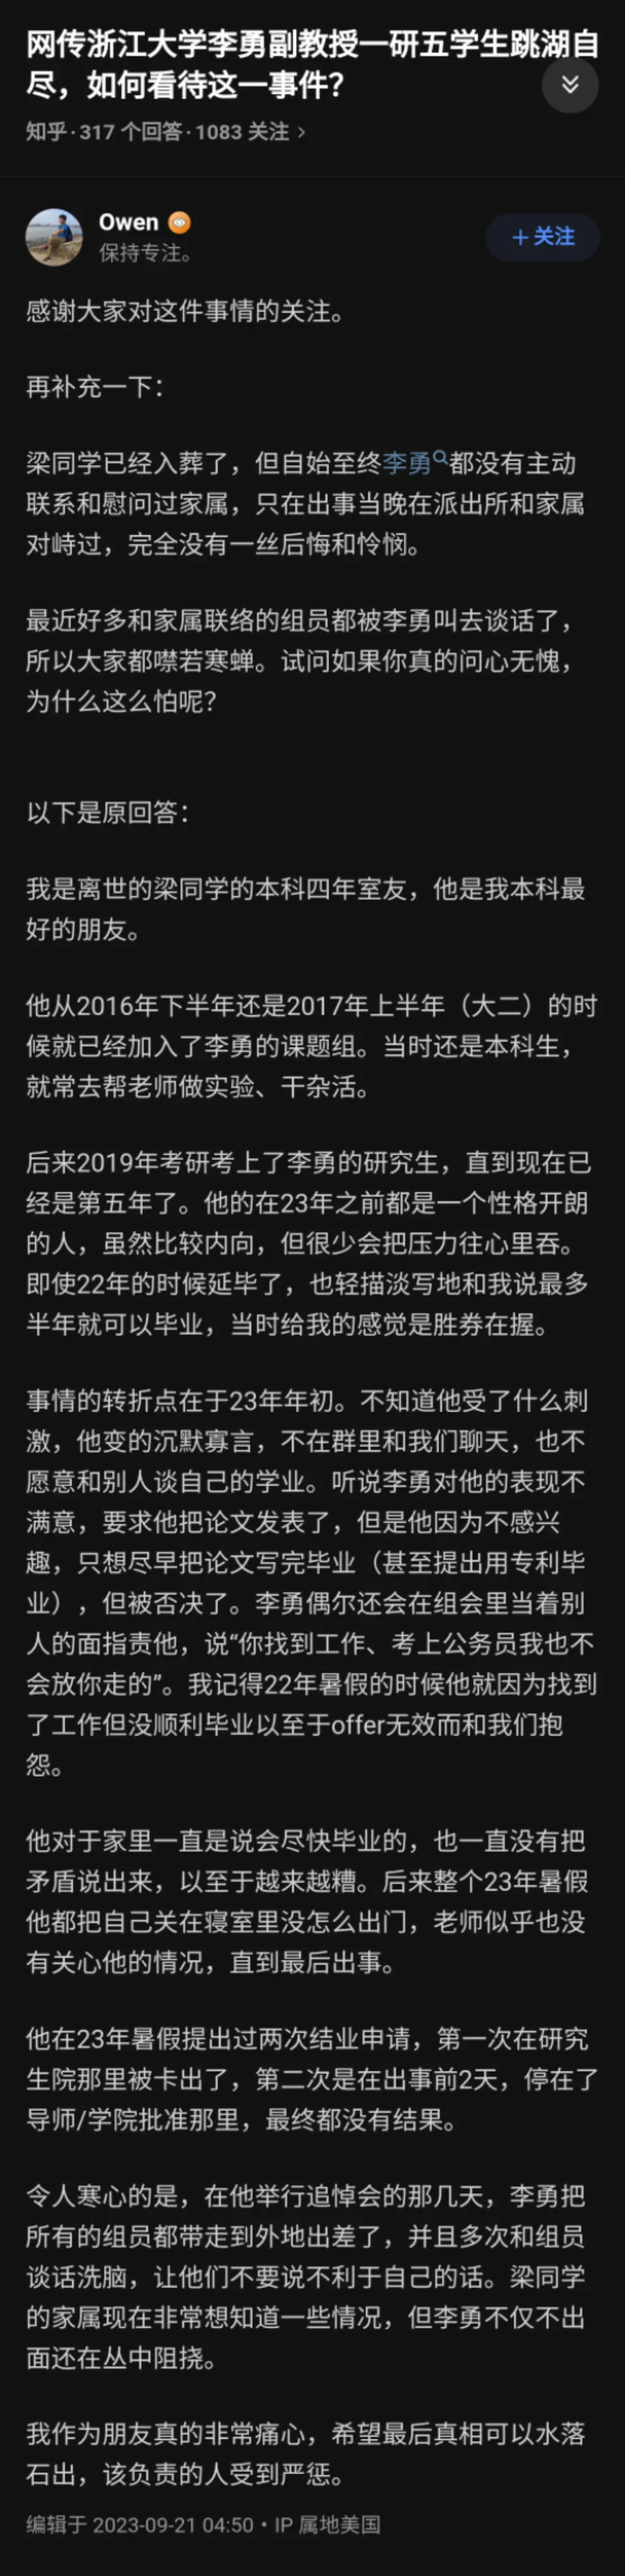 网传浙江大学李勇副教授一研五学生跳湖自
尽，如何看待这一事件？
知乎·317 个回答·1083 关注 >
Owen
保持专注。
＋关注
感谢大家对这件事情的关注。
再补充一下：
梁同学已经入葬了，但自始至终李勇都没有主动
联系和慰问过家属，只在出事当晚在派出所和家属
对峙过，完全没有一丝后悔和怜悯。
最近好多和家属联络的组员都被李勇叫去谈话了，
所以大家都噤若寒蝉。试问如果你真的问心无愧，
为什么这么怕呢？
以下是原回答：
我是离世的梁同学的本科四年室友，他是我本科最
好的朋友。
他从2016年下半年还是2017年上半年（大二）的时
候就已经加入了李勇的课题组。当时还是本科生，
就常去帮老师做实验、干杂活。
后来2019年考研考上了李勇的研究生，直到现在已
经是第五年了。他的在23年之前都是一个性格开朗
的人，虽然比较内向，但很少会把压力往心里吞。
即使22年的时候延毕了，也轻描淡写地和我说最多
半年就可以毕业，当时给我的感觉是胜券在握。
事情的转折点在于23年年初。不知道他受了什么刺
激，他变的沉默寡言，不在群里和我们聊天，也不
愿意和别人谈自己的学业。听说李勇对他的表现不
满意，要求他把论文发表了，但是他因为不感兴
趣，只想尽早把论文写完毕业（甚至提出用专利毕
业），但被否决了。李勇偶尔还会在组会里当着别
人的面指责他，说“你找到工作、考上公务员我也不
会放你走的”。我记得22年暑假的时候他就因为找到
了工作但没顺利毕业以至于offer无效而和我们抱
怨。
他对于家里一直是说会尽快毕业的，也一直没有把
矛盾说出来，以至于越来越糟。后来整个23年暑假
他都把自己关在寝室里没怎么出门，老师似乎也没
有关心他的情况，直到最后出事。
他在23年暑假提出过两次结业申请，第一次在研究
生院那里被卡出了，第二次是在出事前2天，停在了
导师/学院批准那里，最终都没有结果。
令人寒心的是，在他举行追悼会的那几天，李勇把
所有的组员都带走到外地出差了，并且多次和组员
谈话洗脑，让他们不要说不利于自己的话。梁同学
的家属现在非常想知道一些情况，但李勇不仅不出
面还在丛中阻挠。
我作为朋友真的非常痛心，希望最后真相可以水落
石出，该负责的人受到严惩。
编辑于 2023-09-21 04:50・IP 属地美国